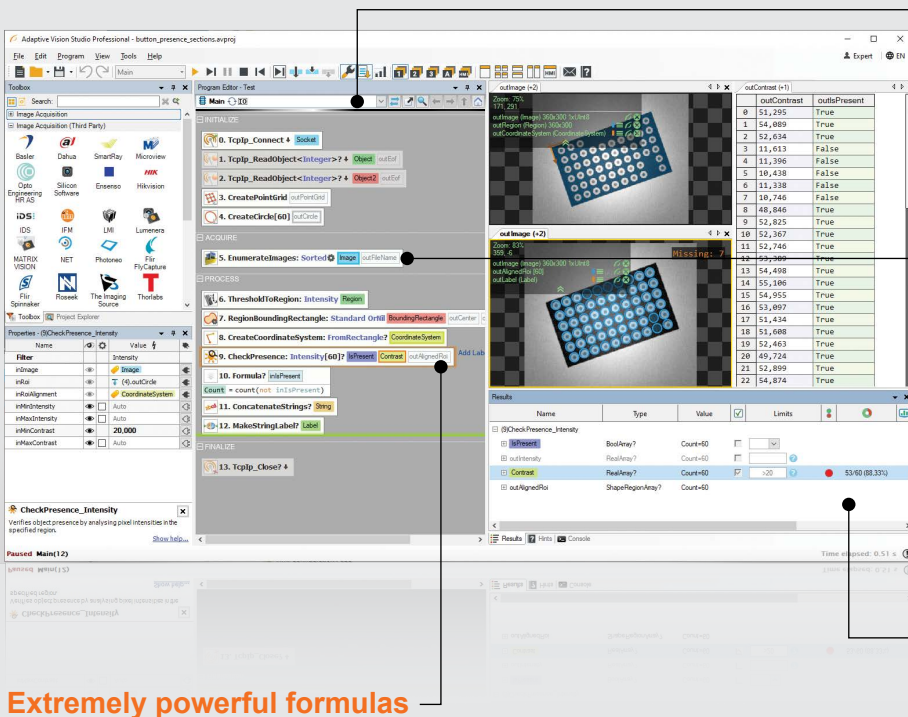 Adaptive Vision Studio Professional - button_presence_sections.avproj
File Edit Program View Tools Help
Expert EN
Main
Toolbox
Search:
Image Acquisition
Image Acquisition (Third Party)
Basler Dahua SmartRay Microview
Opto Engineering HR AS Silicon Software Ensenso Hikvision
IDS IFM LMI Lumenera
MATRIX VISION NET Photoneo Flir FlyCapture
Flir Spinnaker Roseek The Imaging Source Thorlabs
Toolbox Project Explorer
Properties - (9)CheckPresence_Intensity
Name Value
Filter Intensity
inImage Image
inRoi (4).outCircle
inRoiAlignment CoordinateSystem
inMinIntensity Auto
inMaxIntensity Auto
inMinContrast 20,000
inMaxContrast Auto
CheckPresence_Intensity
Verifies object presence by analysing pixel intensities in the
specified region.
Show help...
Paused Main(12)
Program Editor - Test
Main IO
INITIALIZE
0. TcpIp_Connect Socket
1. TcpIp_ReadObject<Integer>? Object outEof
2. TcpIp_ReadObject<Integer>? Object2 outEof
3. CreatePointGrid outPointGrid
4. CreateCircle[60] outCircle
ACQUIRE
5. EnumerateImages: Sorted Image outFileName
PROCESS
6. ThresholdToRegion: Intensity Region
7. RegionBoundingRectangle: Standard OrNil BoundingRectangle outCenter
8. CreateCoordinateSystem: FromRectangle? CoordinateSystem
9. CheckPresence: Intensity[60]? IsPresent Contrast outAlignedRoi Add Lab
10. Formula? inIsPresent
Count = count(not inIsPresent)
11. ConcatenateStrings? String
12. MakeStringLabel? Label
FINALIZE
13. TcpIp_Close?
outImage (+2)
Zoom: 75%
171, 291
outImage (Image) 360x300 1xUInt8
outRegion (Region) 360x300
outCoordinateSystem (CoordinateSystem)
outImage (+2)
Zoom: 83%
359, -6
outImage (Image) 360x300 1xUInt8
outAlignedRoi [60]
outLabel (Label)
Missing: 7
outContrast (+1)
outContrast outIsPresent
0 51,295 True
1 54,089 True
2 52,634 True
3 11,613 False
4 11,396 False
5 10,438 False
6 11,338 False
7 10,746 False
8 48,846 True
9 52,825 True
10 52,367 True
11 52,746 True
12 53,389 True
13 54,498 True
14 55,106 True
15 54,955 True
16 53,097 True
17 51,434 True
18 51,608 True
19 52,463 True
20 49,724 True
21 52,899 True
22 54,874 True
Results
Name Type Value Limits
(9)CheckPresence_Intensity
IsPresent BoolArray? Count=60
outIntensity RealArray? Count=60
Contrast RealArray? Count=60 >20 53/60 (88,33%)
outAlignedRoi ShapeRegionArray? Count=60
Results Hints Console
Time elapsed: 0.51 s
Extremely powerful formulas